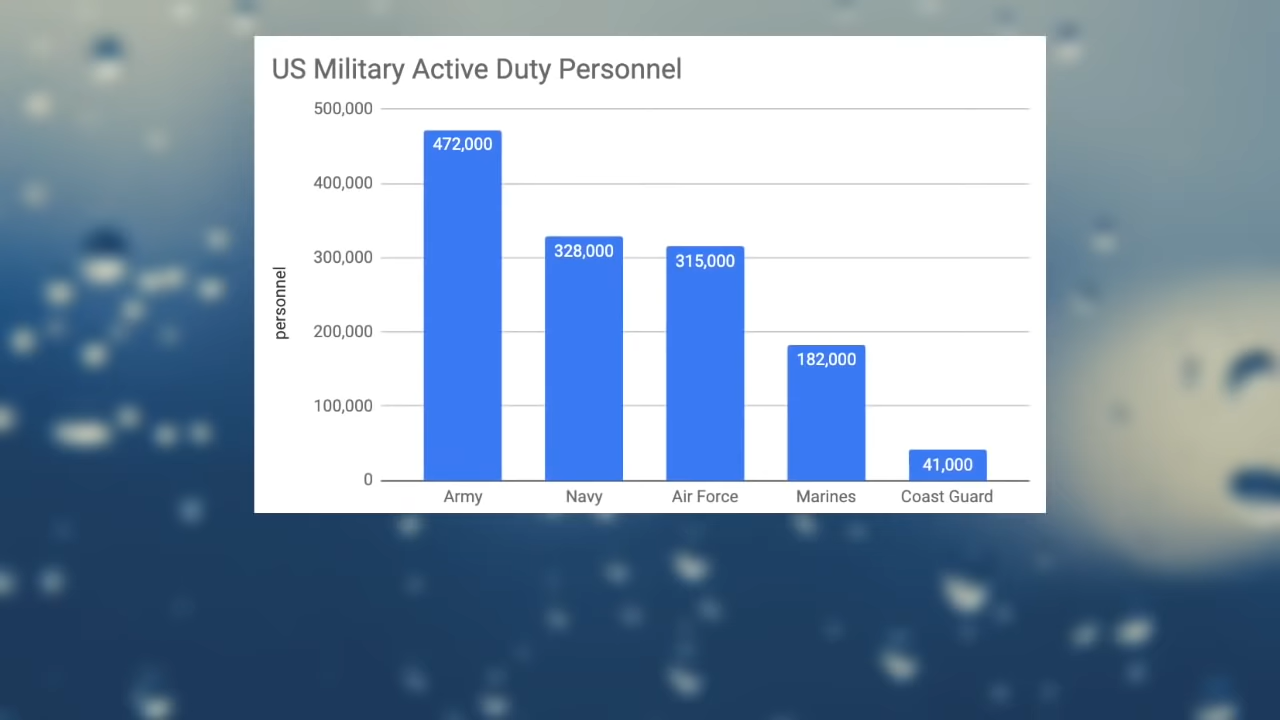 US Military Active Duty Personnel
500,000
400,000
300,000
200,000
100,000
0
personnel
472,000
328,000
315,000
182,000
41,000
Army
Navy
Air Force
Marines
Coast Guard